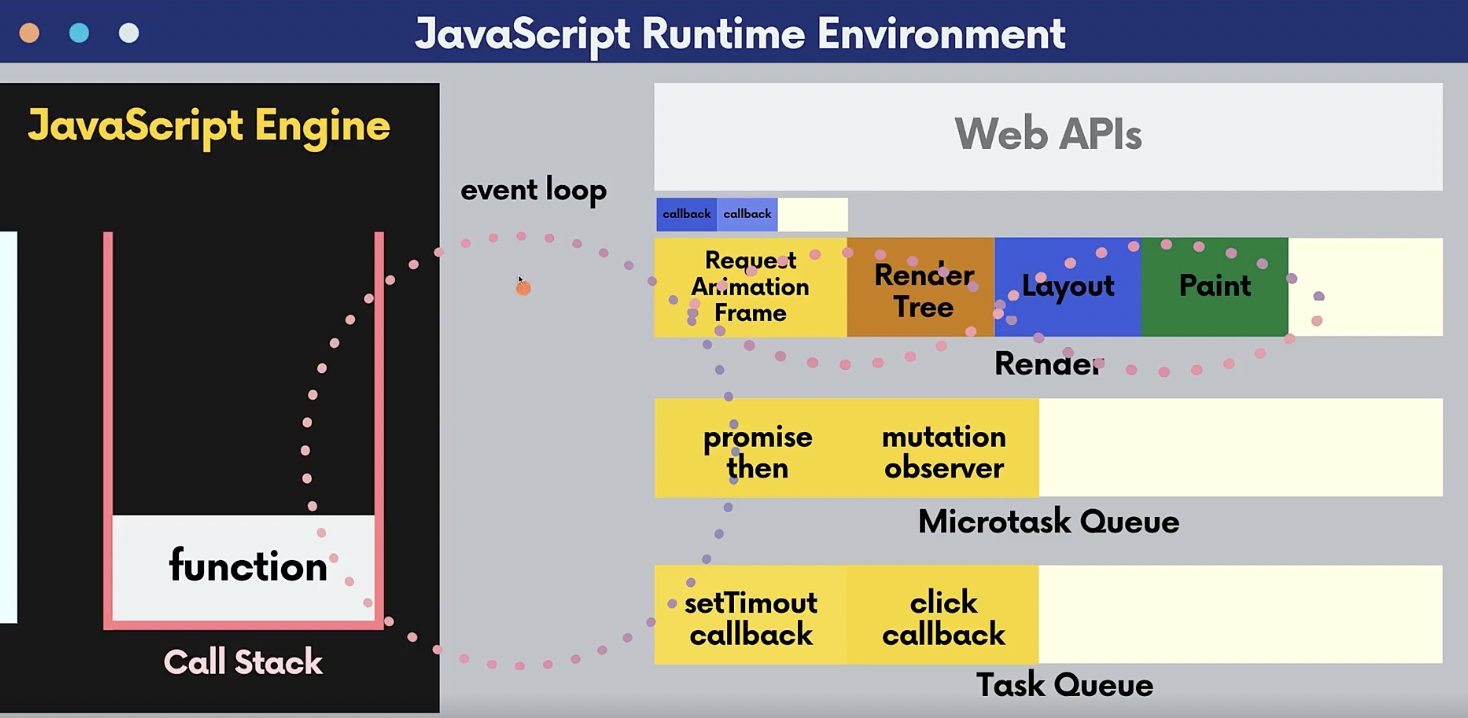 JavaScript Runtime Environment
JavaScript Engine
Web APIs
event loop
callback callback
Request
Animation
Frame
Render
Tree
Layout
Paint
Render
promise
then
mutation
observer
Microtask Queue
function
setTimout
callback
click
callback
Call Stack
Task Queue